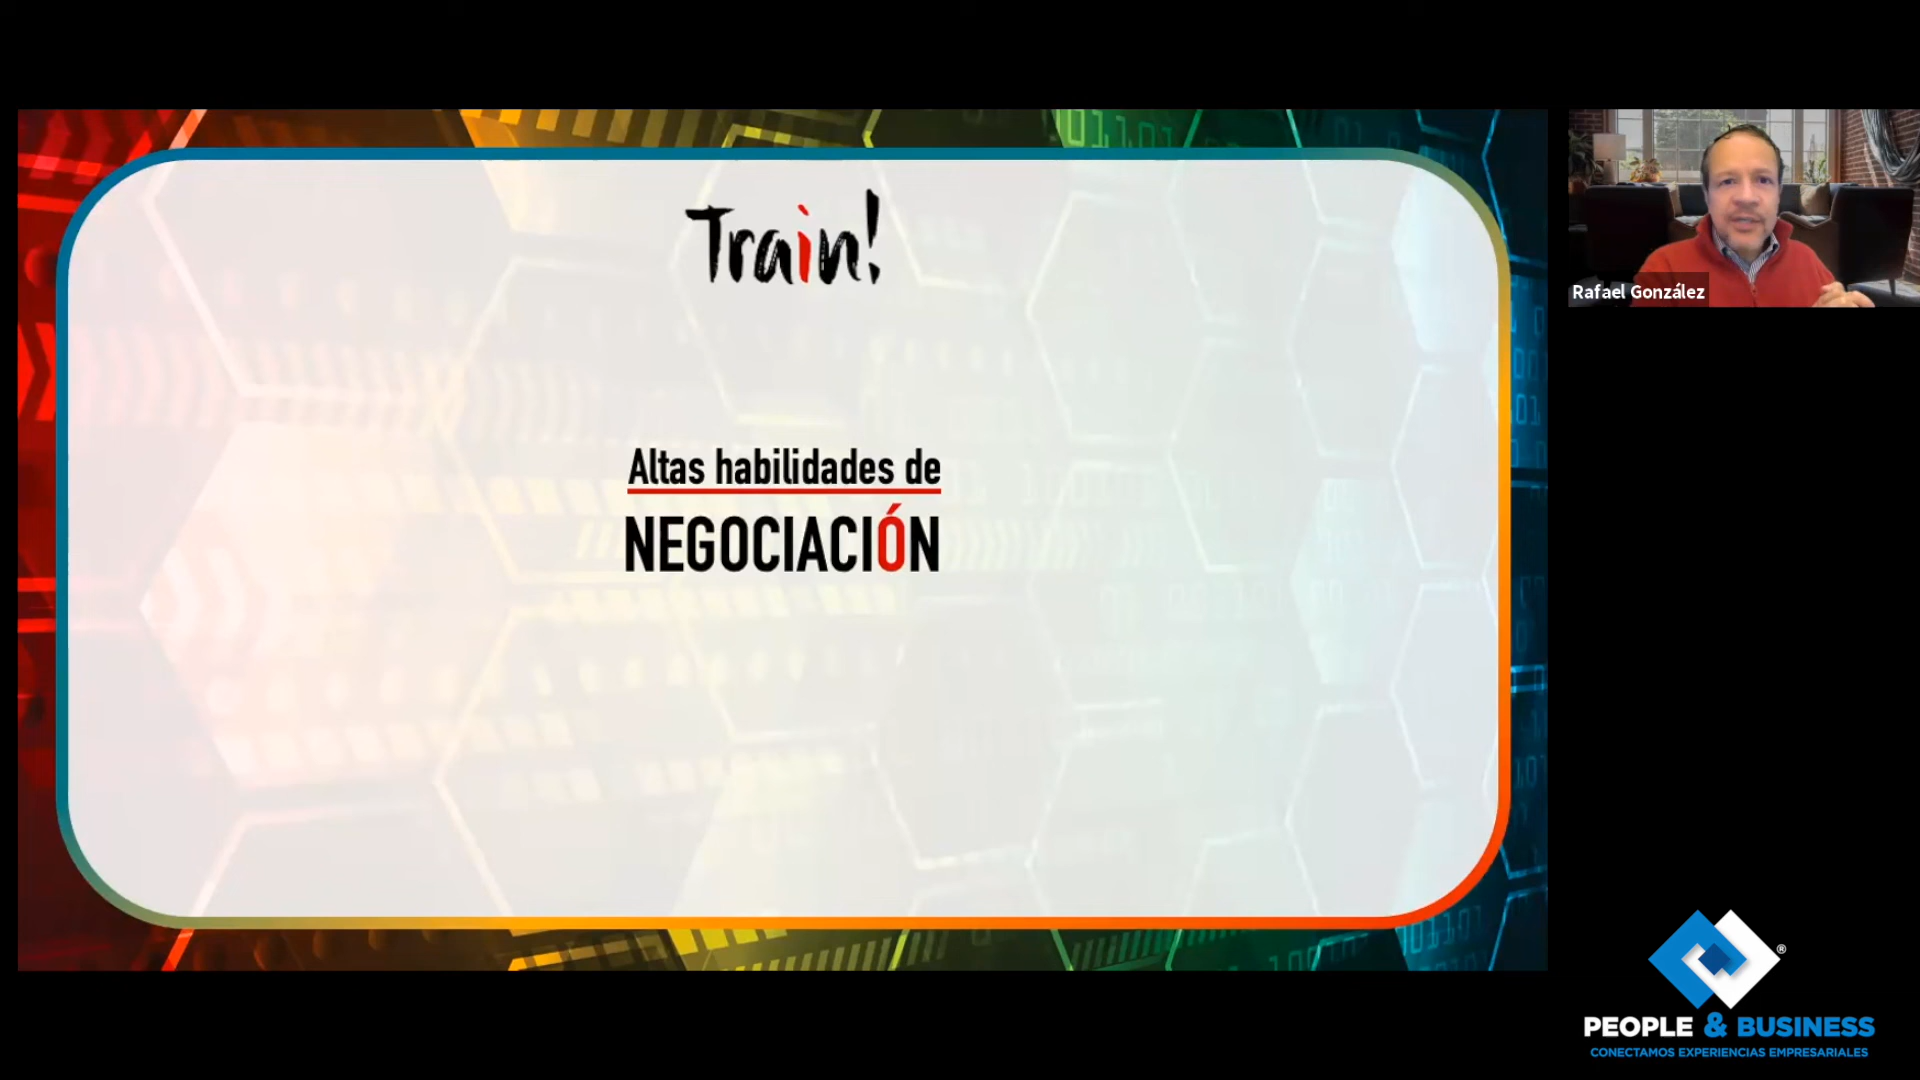 Train!
Altas habilidades de
NEGOCIACIÓN
Rafael González
®
PEOPLE & BUSINESS
CONECTAMOS EXPERIENCIAS EMPRESARIALES